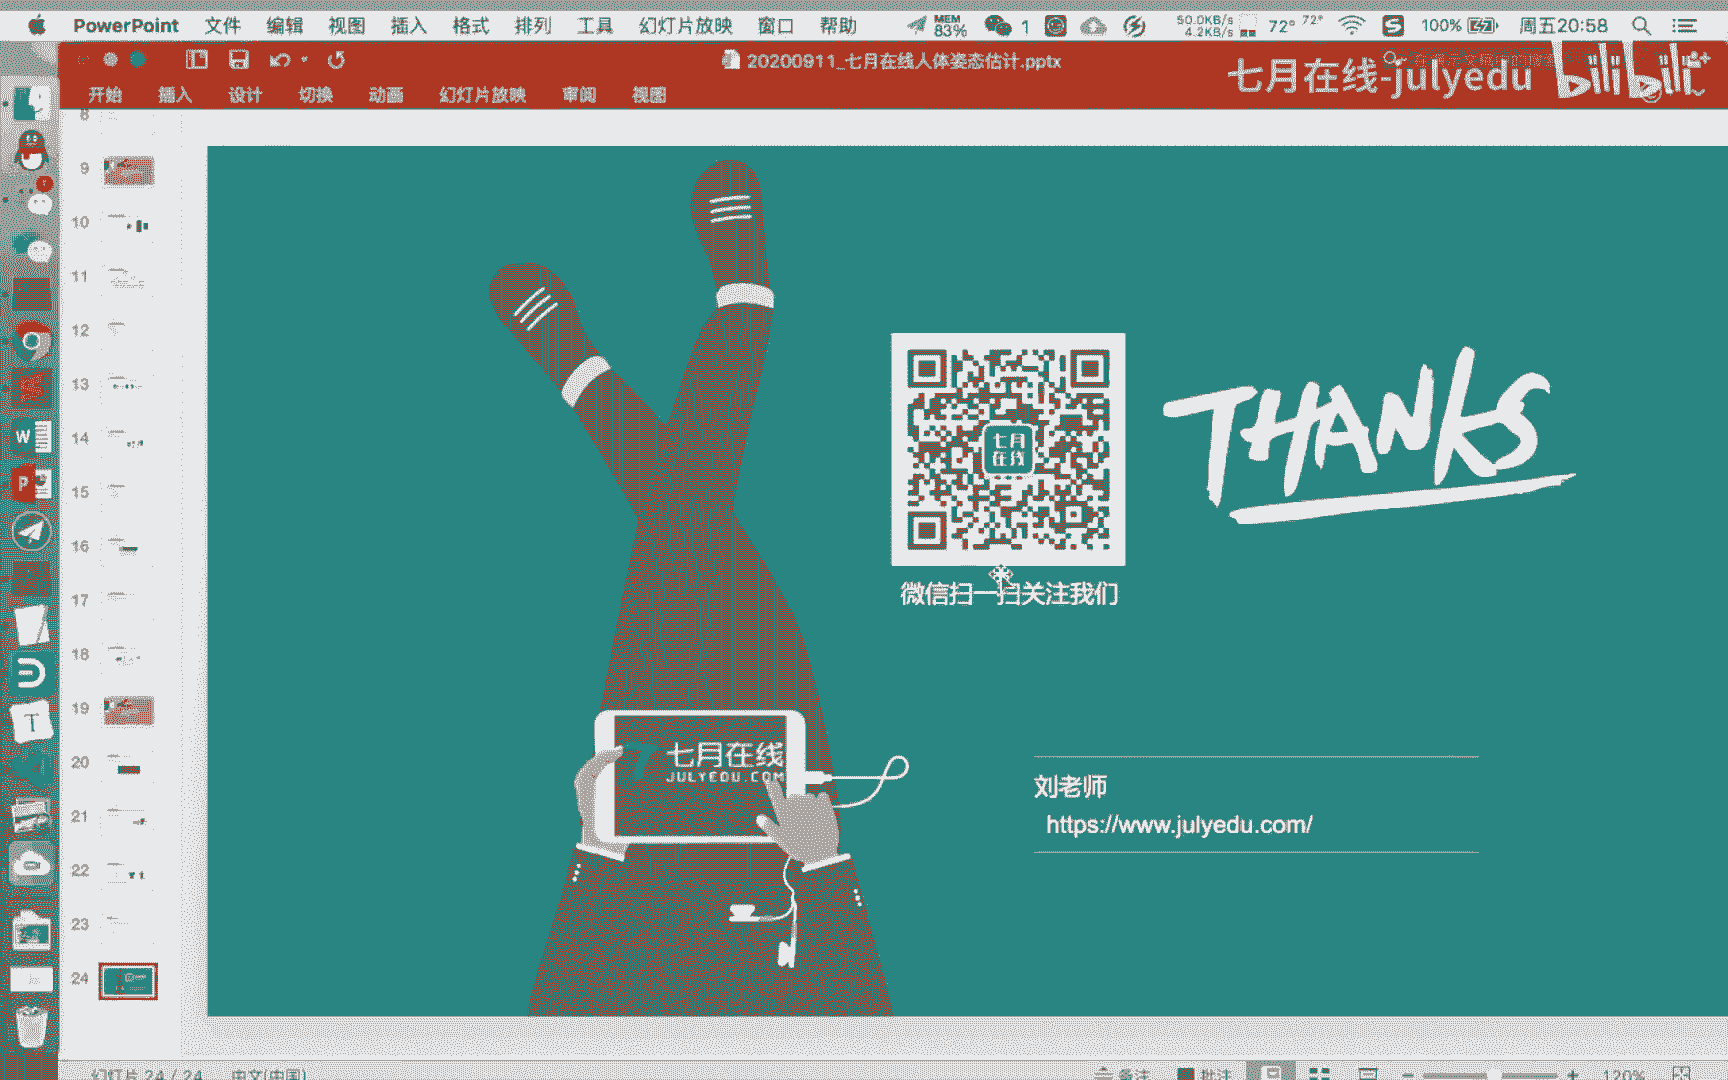 PowerPoint 文件 编辑 视图 插入 格式 排列 工具 幻灯片放映 窗口 帮助 MEM 83% 1 50.0KB/s 4.2KB/s 72° 72° 100% 周五20:58
20200911_七月在线人体姿态估计.pptx
七月在线-julyedu bilibili
开始 插入 设计 切换 动画 幻灯片放映 审阅 视图
8
9
10
11
12
13
14
15
16
17
18
19
20
21
22
23
24
七月
在线
THANKS
微信扫一扫关注我们
七月在线
JULYEDU.COM
刘老师
https://www.julyedu.com/
幻灯片 24 / 24 中文(中国) 备注 批注 120%